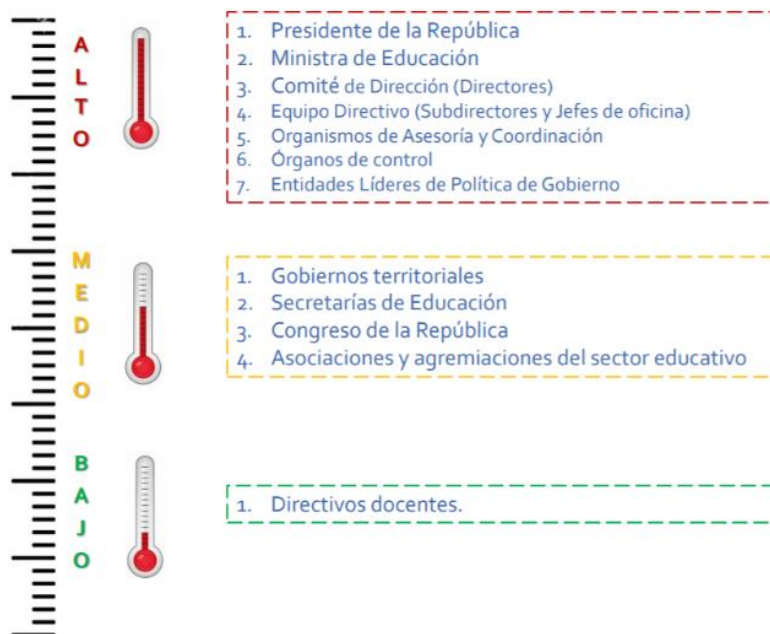 ALTO
1. Presidente de la República
2. Ministra de Educación
3. Comité de Dirección (Directores)
4. Equipo Directivo (Subdirectores y Jefes de oficina)
5. Organismos de Asesoría y Coordinación
6. Órganos de control
7. Entidades Líderes de Política de Gobierno
MEDIO
1. Gobiernos territoriales
2. Secretarías de Educación
3. Congreso de la República
4. Asociaciones y agremiaciones del sector educativo
BAJO
1. Directivos docentes.